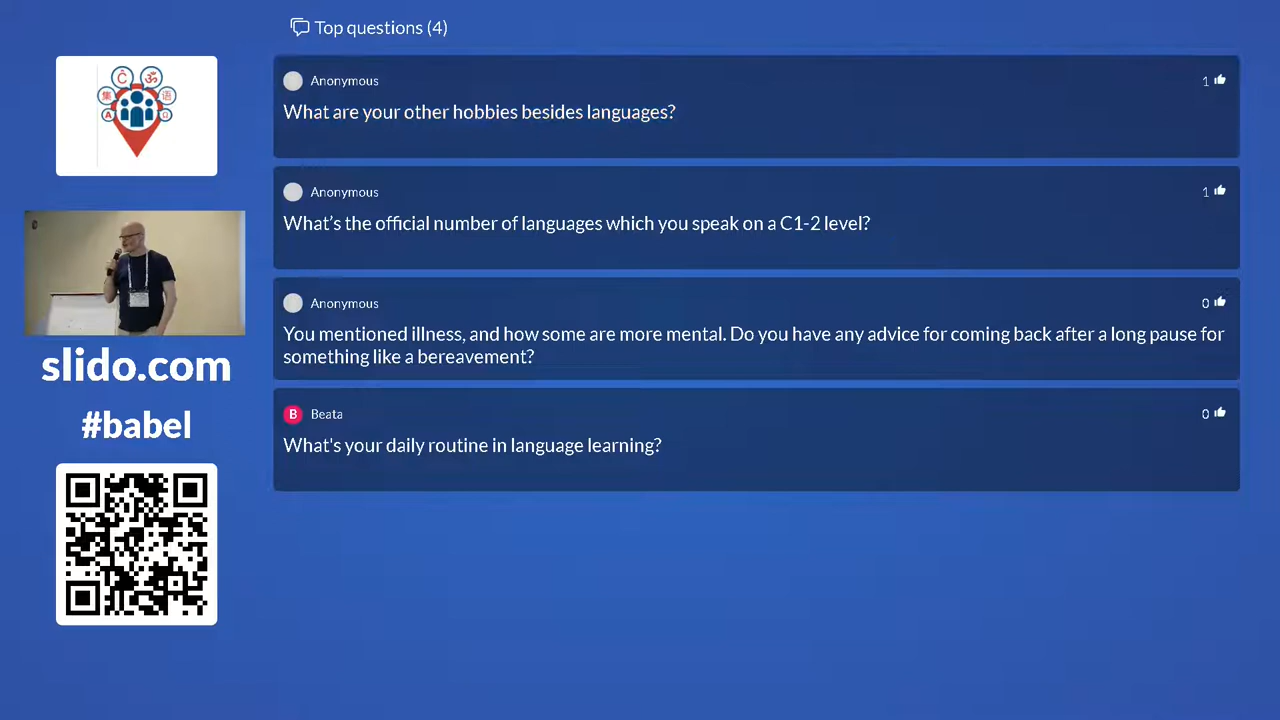 Top questions (4)
Anonymous
1
What are your other hobbies besides languages?
Anonymous
1
What's the official number of languages which you speak on a C1-2 level?
Anonymous
0
You mentioned illness, and how some are more mental. Do you have any advice for coming back after a long pause for
something like a bereavement?
B
Beata
0
What's your daily routine in language learning?
Č
ॐ
集
语
A
Ω
slido.com
#babel